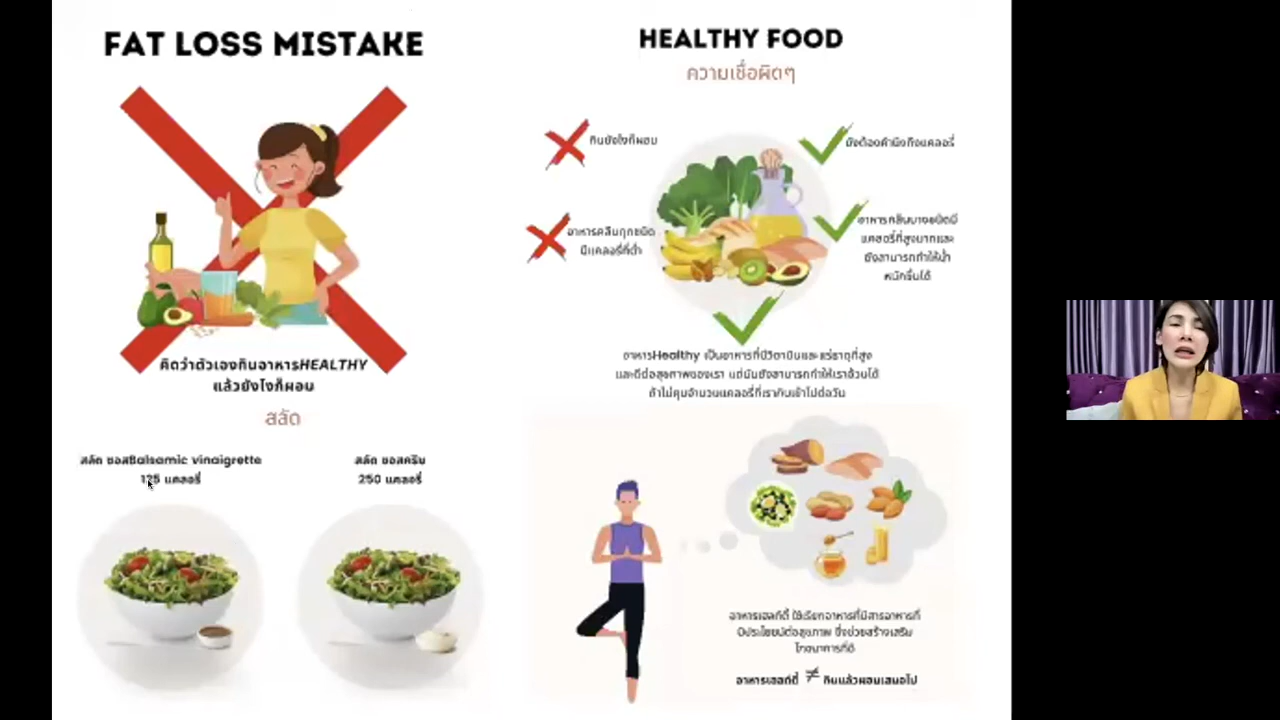 FAT LOSS MISTAKE
คิดว่าตัวเองกินอาหารHEALTHY
แล้วยังไงก็ผอม
สลัด
สลัด ซอสBalsamic vinaigrette
125 แคลอรี่
สลัด ซอสครีม
250 แคลอรี่
HEALTHY FOOD
ความเชื่อผิดๆ
กินยังไงก็ผอม
ยังต้องคำนึงถึงแคลอรี่
อาหารคลีนทุกชนิด
มีแคลอรี่ที่ต่ำ
อาหารคลีนบางชนิดมี
แคลอรี่ที่สูงมากและ
ยังสามารถทำให้น้ำ
หนักขึ้นได้
อาหารHealthy เป็นอาหารที่มีวิตามินและแร่ธาตุที่สูง
และดีต่อสุขภาพของเรา แต่มันยังสามารถทำให้เราอ้วนได้
ถ้าไม่คุมจำนวนแคลอรี่ที่เรากินเข้าไปต่อวัน
อาหารเฮลท์ตี้ ใช้เรียกอาหารที่มีสารอาหารที่
มีประโยชน์ต่อสุขภาพ ซึ่งช่วยสร้างเสริม
โภชนาการที่ดี
อาหารเฮลท์ตี้ ≠ กินแล้วผอมเสมอไป